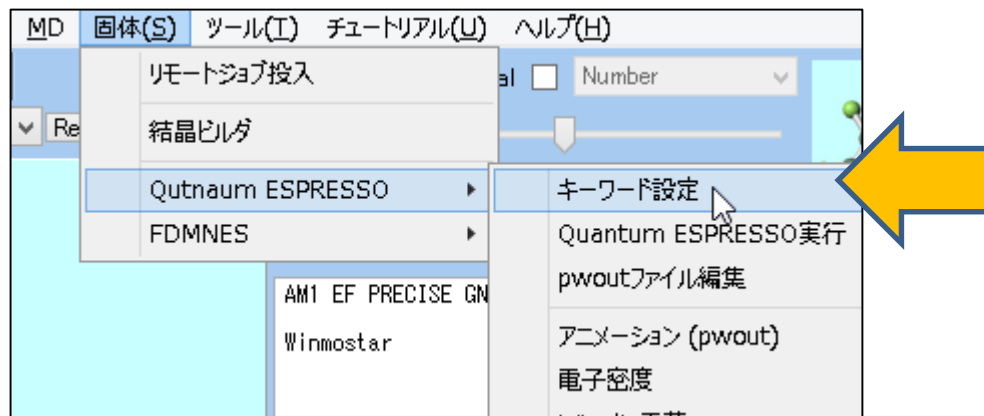 MD 固体(S) ツール(T) チュートリアル(U) ヘルプ(H)
リモートジョブ投入
al Number
Re
結晶ビルダ
Qutnaum ESPRESSO
キーワード設定
FDMNES
Quantum ESPRESSO実行
pwoutファイル編集
AM1 EF PRECISE GN
Winmostar
アニメーション (pwout)
電子密度